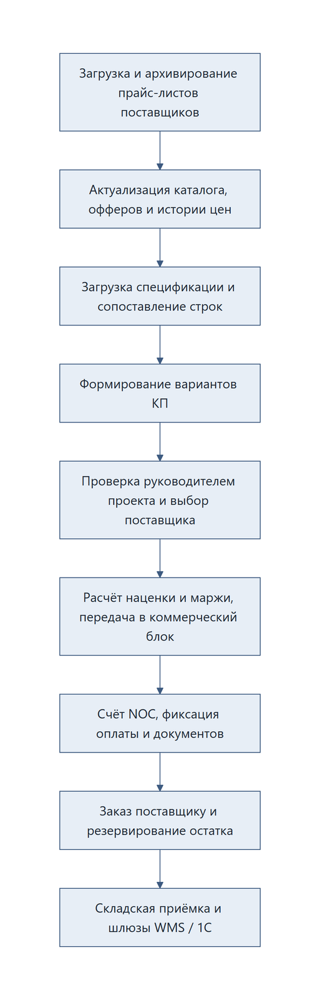 Загрузка и архивирование
прайс-листов
поставщиков
Актуализация каталога,
офферов и истории цен
Загрузка спецификации и
сопоставление строк
Формирование вариантов
КП
Проверка руководителем
проекта и выбор
поставщика
Расчёт наценки и маржи,
передача в коммерческий
блок
Счёт NOC, фиксация
оплаты и документов
Заказ поставщику и
резервирование остатка
Складская приёмка и
шлюзы WMS / 1С